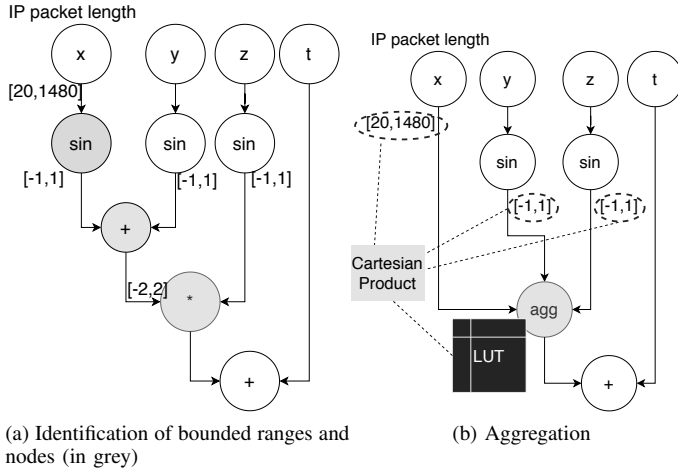 IP packet length
x
y
z
t
[20,1480]
sin
sin
sin
[-1,1]
[-1,1]
[-1,1]
+
[-2,2]
*
+
(a) Identification of bounded ranges and
nodes (in grey)
IP packet length
x
y
z
t
[20,1480]
sin
sin
[-1,1]
[-1,1]
Cartesian
Product
agg
LUT
+
(b) Aggregation